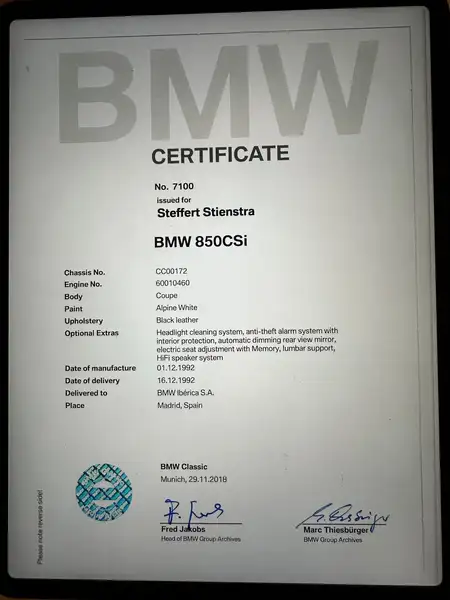 BMW
CERTIFICATE
No. 7100
issued for
Steffert Stienstra
BMW 850CSi
Chassis No. CC00172
Engine No. 60010460
Body Coupe
Paint Alpine White
Upholstery Black leather
Optional Extras Headlight cleaning system, anti-theft alarm system with
interior protection, automatic dimming rear view mirror,
electric seat adjustment with Memory, lumbar support,
HiFi speaker system
Date of manufacture 01.12.1992
Date of delivery 16.12.1992
Delivered to BMW Ibérica S.A.
Place Madrid, Spain
BMW Classic
Munich, 29.11.2018
Fred Jakobs
Head of BMW Group Archives
Marc Thiesbürger
BMW Group Archives
Please note reverse side!